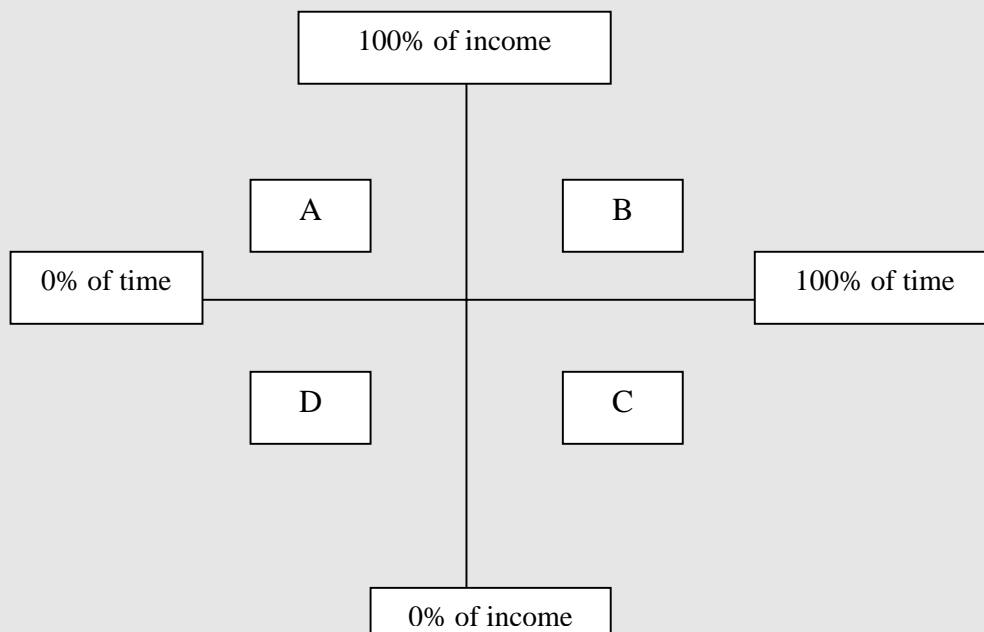 100% of income
A
B
0% of time
100% of time
D
C
0% of income